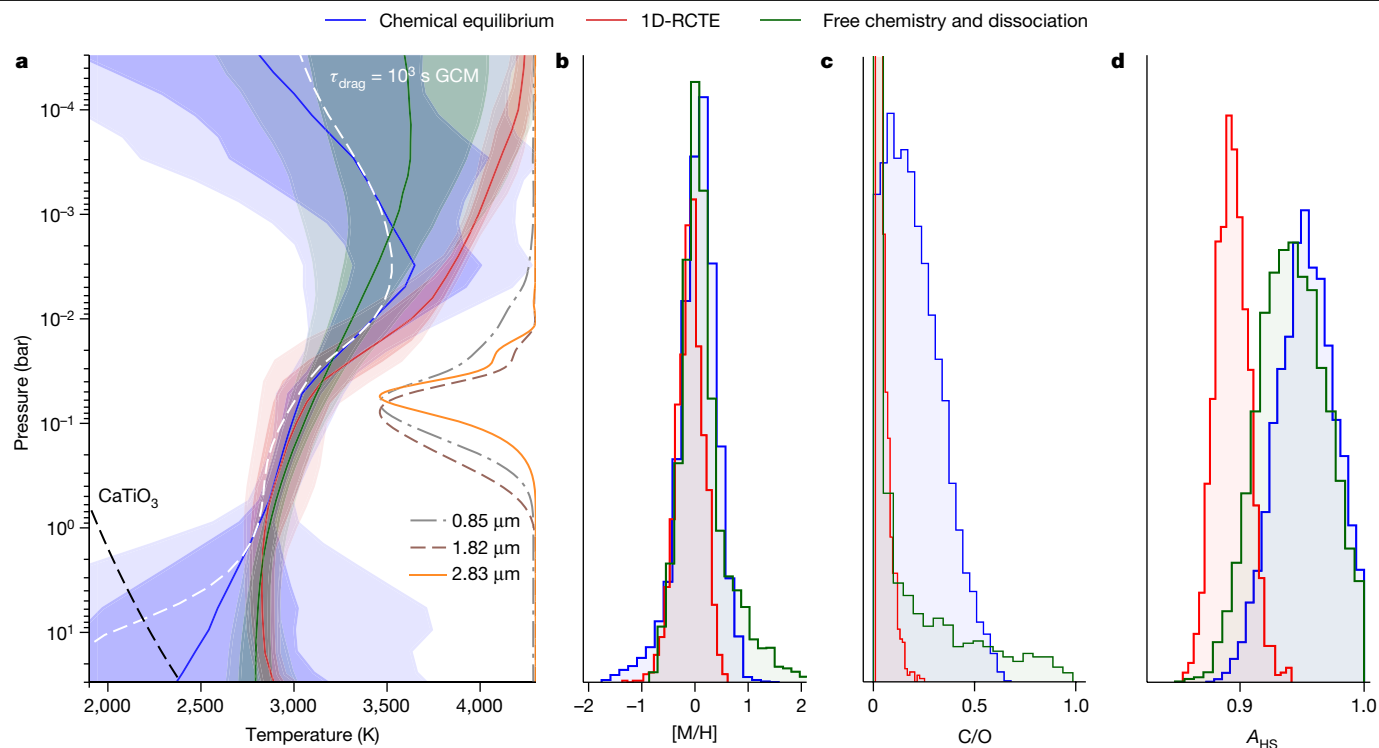 Chemical equilibrium 1D-RCTE Free chemistry and dissociation
a b c d
τdrag = 10³ s GCM
10⁻⁴
10⁻³
10⁻²
10⁻¹
10⁰
10¹
Pressure (bar)
CaTiO₃
0.85 μm
1.82 μm
2.83 μm
2,000 2,500 3,000 3,500 4,000
Temperature (K)
−2 −1 0 1 2
[M/H]
0 0.5 1.0
C/O
0.9 1.0
A_HS